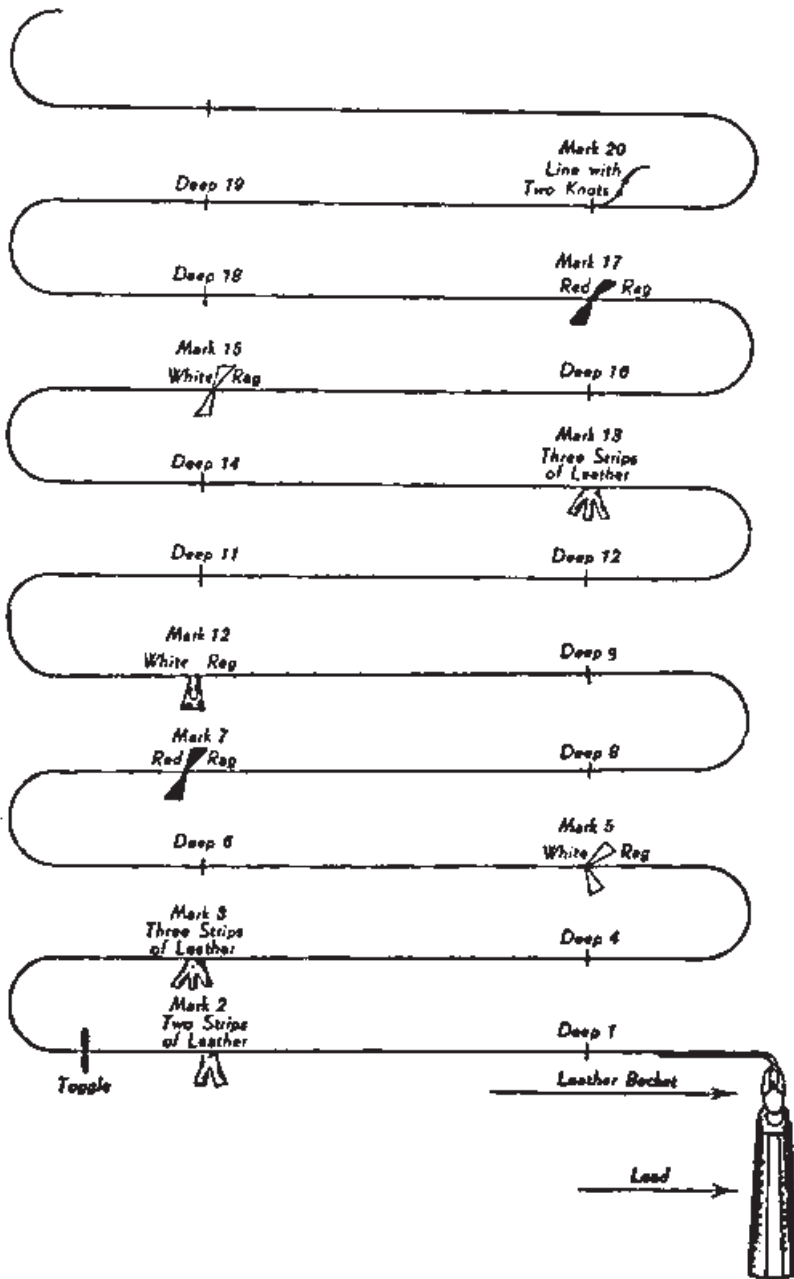 Mark 20
Line with
Two Knots
Deep 19
Mark 17
Red Rag
Deep 18
Mark 15
White Rag
Deep 16
Mark 13
Three Strips
of Leather
Deep 14
Deep 11
Deep 12
Mark 12
White Rag
Deep 9
Mark 7
Red Rag
Deep 8
Mark 5
White Rag
Deep 6
Mark 3
Three Strips
of Leather
Deep 4
Mark 2
Two Strips
of Leather
Deep 1
Toggle
Leather Becket
Lead